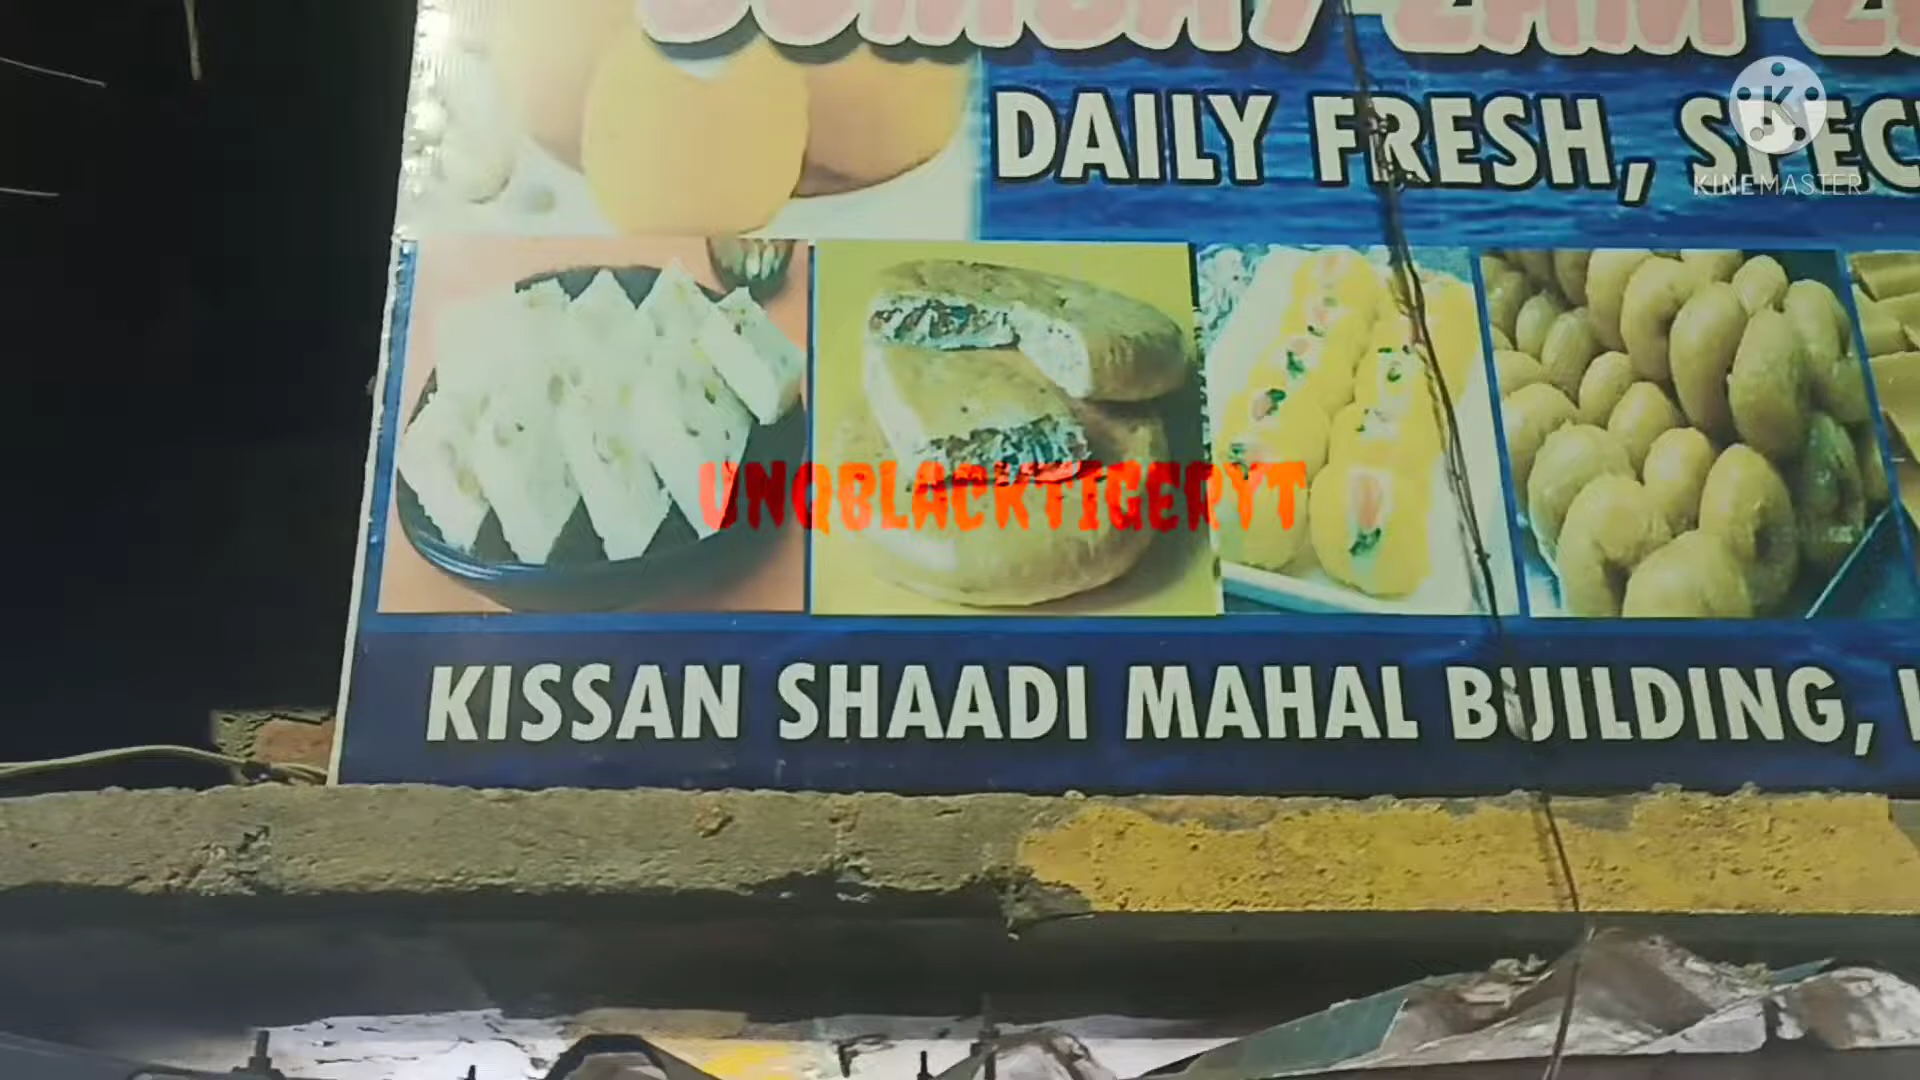 DAILY FRESH,
K
KINEMASTER
UNQBLACKTIGERYT
KISSAN SHAADI MAHAL BUILDING,